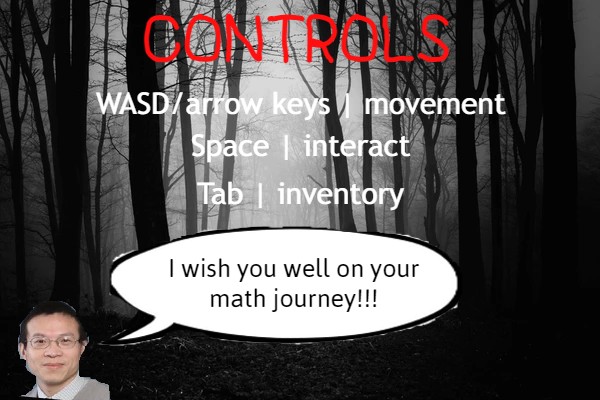 CONTROLS
WASD/arrow keys | movement
Space | interact
Tab | inventory
I wish you well on your
math journey!!!